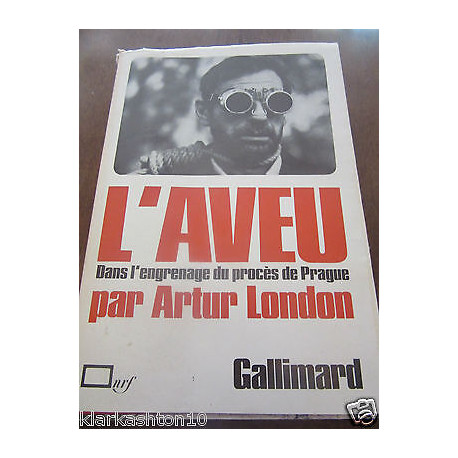 L'AVEU
Dans l'engrenage du procès de Prague
par Artur London
nrf
Gallimard
klarkashton10